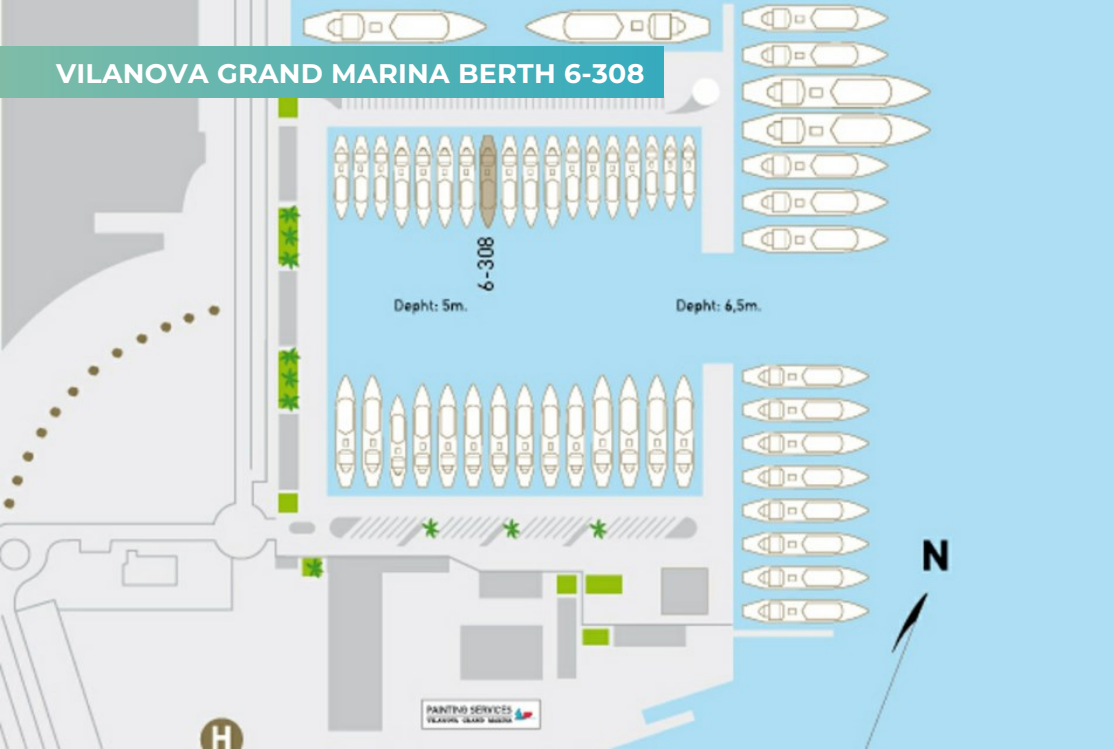 VILANOVA GRAND MARINA BERTH 6-308
6-308
Depht: 5m.
Depht: 6,5m.
N
PAINTING SERVICES
VILANOVA GRAND MARINA
H